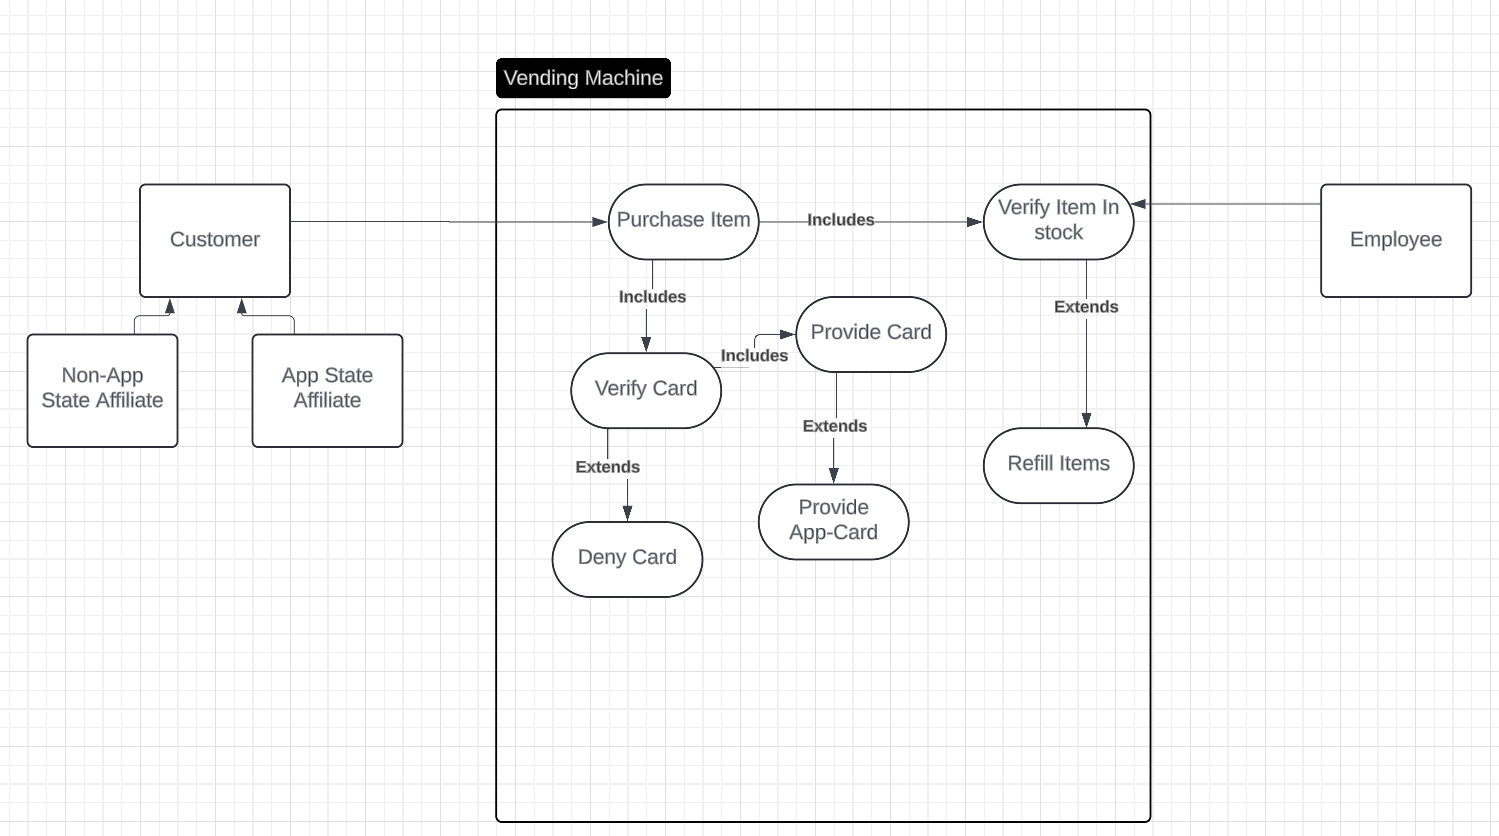 Vending Machine
Customer
Purchase Item
Includes
Verify Item In
stock
Employee
Includes
Extends
Non-App
State Affiliate
App State
Affiliate
Verify Card
Includes
Provide Card
Extends
Extends
Deny Card
Provide
App-Card
Refill Items